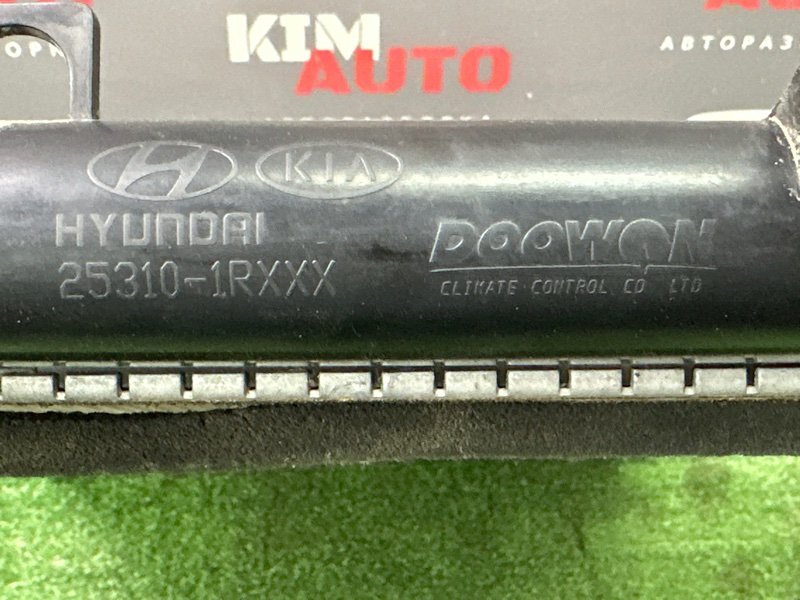 KIM
AUTO
АВТОРАЗ
KIA
HYUNDAI
25310-1RXXX
DOOWON
CLIMATE CONTROL CO LTD